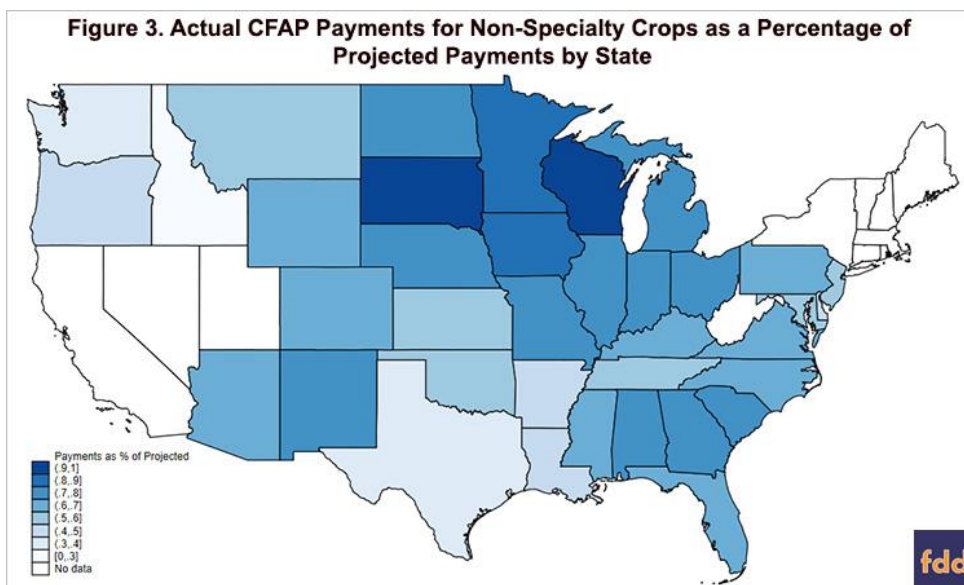 Figure 3. Actual CFAP Payments for Non-Specialty Crops as a Percentage of
Projected Payments by State
Payments as % of Projected
(.9,1]
(.8,.9]
(.7,.8]
(.6,.7]
(.5,.6]
(.4,.5]
(.3,.4]
[0,.3]
No data
fdd